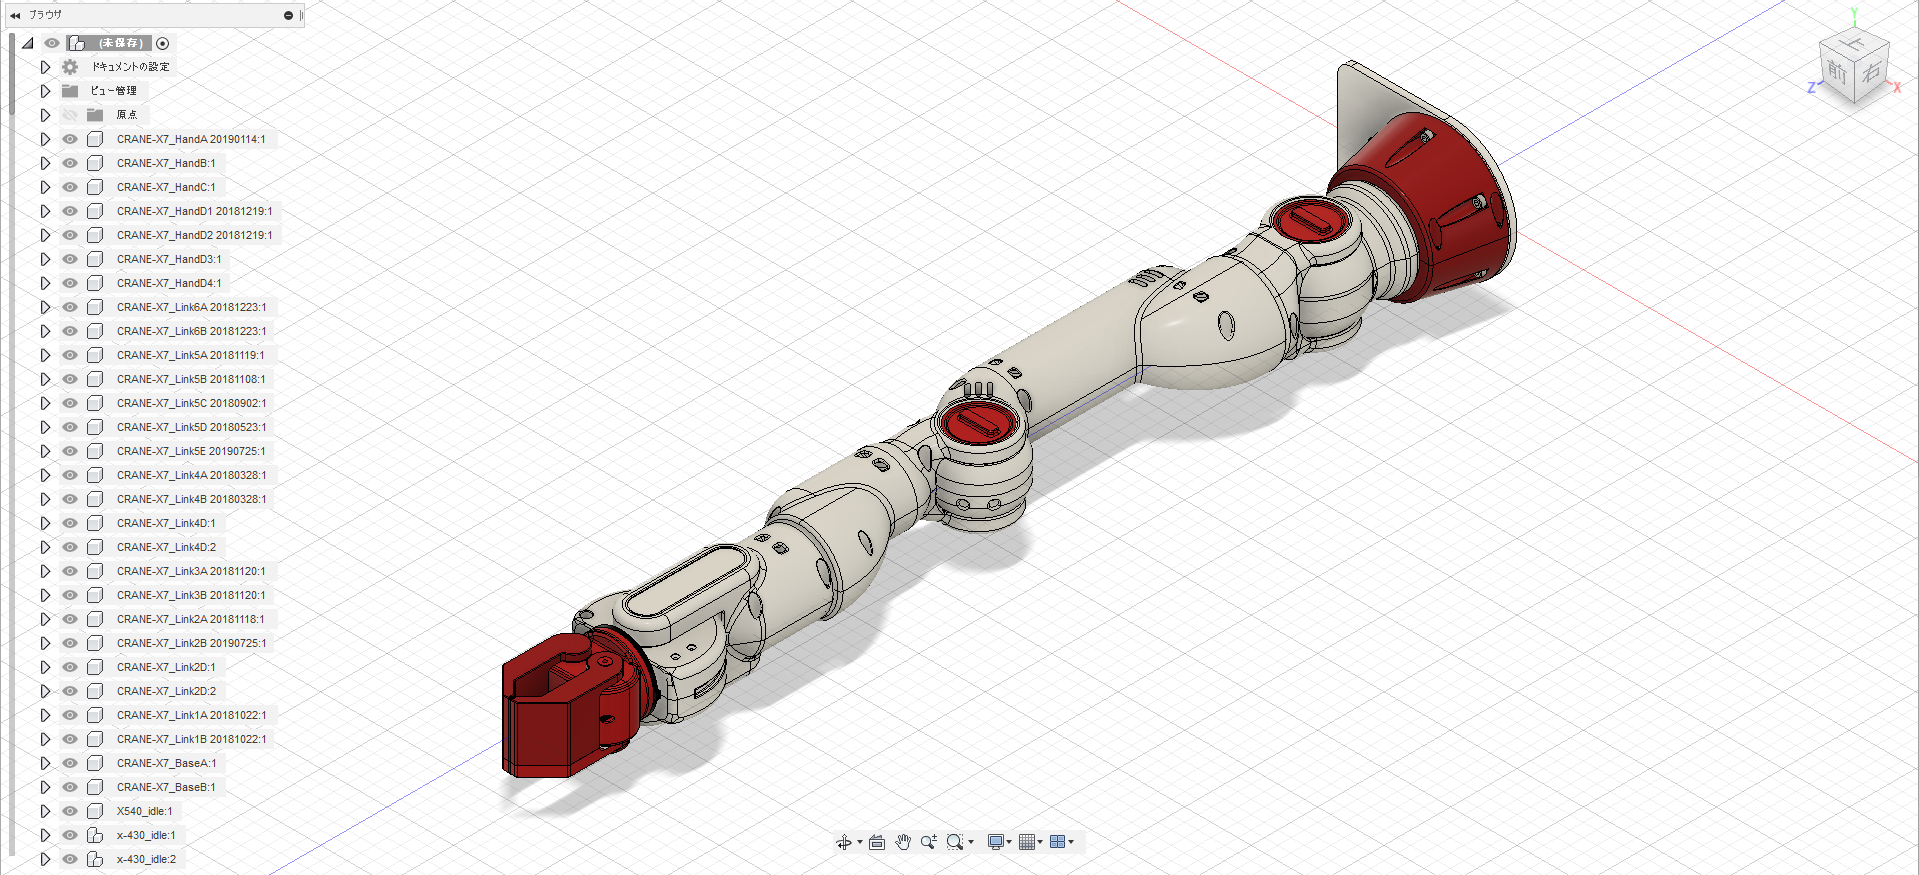 ブラウザ
(未保存)
ドキュメントの設定
ビュー管理
原点
CRANE-X7_HandA 20190114:1
CRANE-X7_HandB:1
CRANE-X7_HandC:1
CRANE-X7_HandD1 20181219:1
CRANE-X7_HandD2 20181219:1
CRANE-X7_HandD3:1
CRANE-X7_HandD4:1
CRANE-X7_Link6A 20181223:1
CRANE-X7_Link6B 20181223:1
CRANE-X7_Link5A 20181119:1
CRANE-X7_Link5B 20181108:1
CRANE-X7_Link5C 20180902:1
CRANE-X7_Link5D 20180523:1
CRANE-X7_Link5E 20190725:1
CRANE-X7_Link4A 20180328:1
CRANE-X7_Link4B 20180328:1
CRANE-X7_Link4D:1
CRANE-X7_Link4D:2
CRANE-X7_Link3A 20181120:1
CRANE-X7_Link3B 20181120:1
CRANE-X7_Link2A 20181118:1
CRANE-X7_Link2B 20190725:1
CRANE-X7_Link2D:1
CRANE-X7_Link2D:2
CRANE-X7_Link1A 20181022:1
CRANE-X7_Link1B 20181022:1
CRANE-X7_BaseA:1
CRANE-X7_BaseB:1
X540_idle:1
x-430_idle:1
x-430_idle:2
Y
上
前 右
Z X